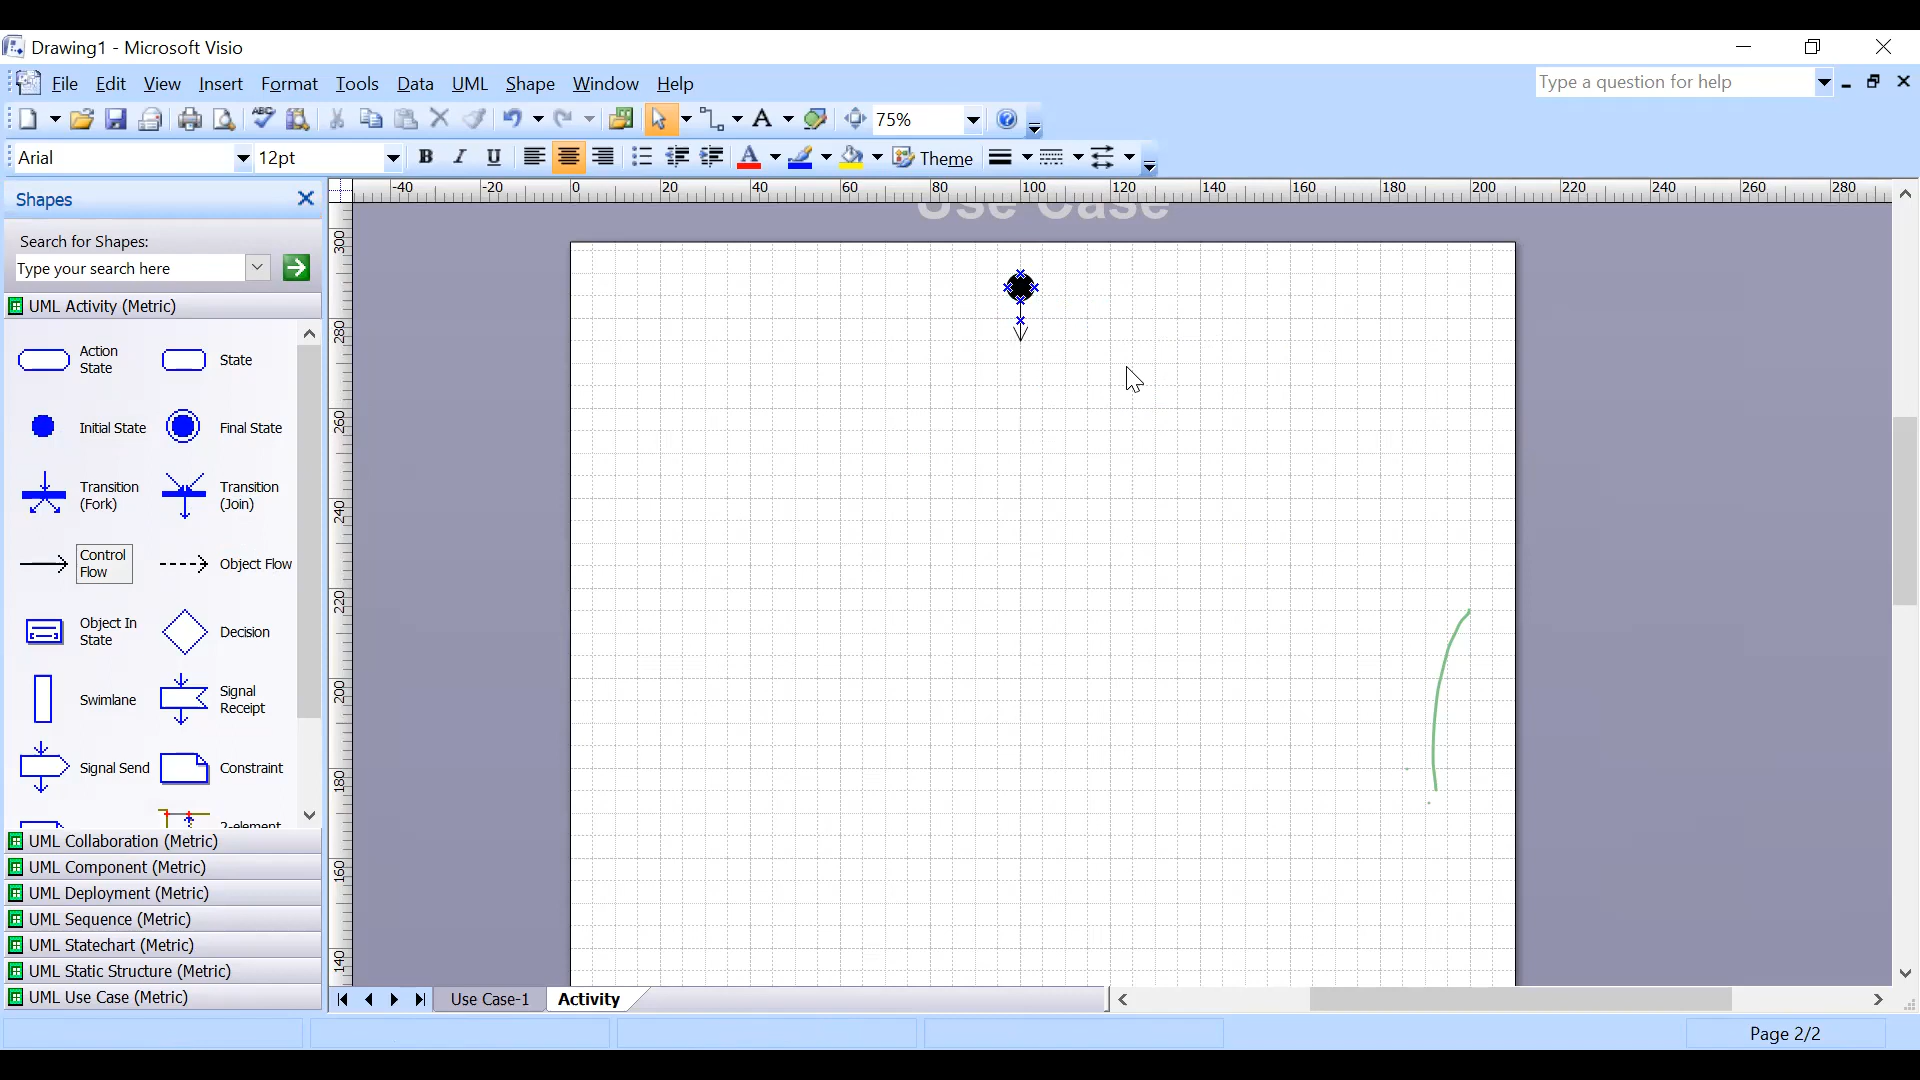 Drawing1 - Microsoft Visio
File Edit View Insert Format Tools Data UML Shape Window Help
Type a question for help
75%
Arial 12pt B I U Theme
Shapes
Search for Shapes:
Type your search here
UML Activity (Metric)
Action State
State
Initial State
Final State
Transition (Fork)
Transition (Join)
Control Flow
Object Flow
Object In State
Decision
Swimlane
Signal Receipt
Signal Send
Constraint
2-element
UML Collaboration (Metric)
UML Component (Metric)
UML Deployment (Metric)
UML Sequence (Metric)
UML Statechart (Metric)
UML Static Structure (Metric)
UML Use Case (Metric)
-40 -20 0 20 40 60 80 100 120 140 160 180 200 220 240 260 280
Use Case
300
280
260
240
220
200
180
160
140
Use Case-1 Activity
Page 2/2